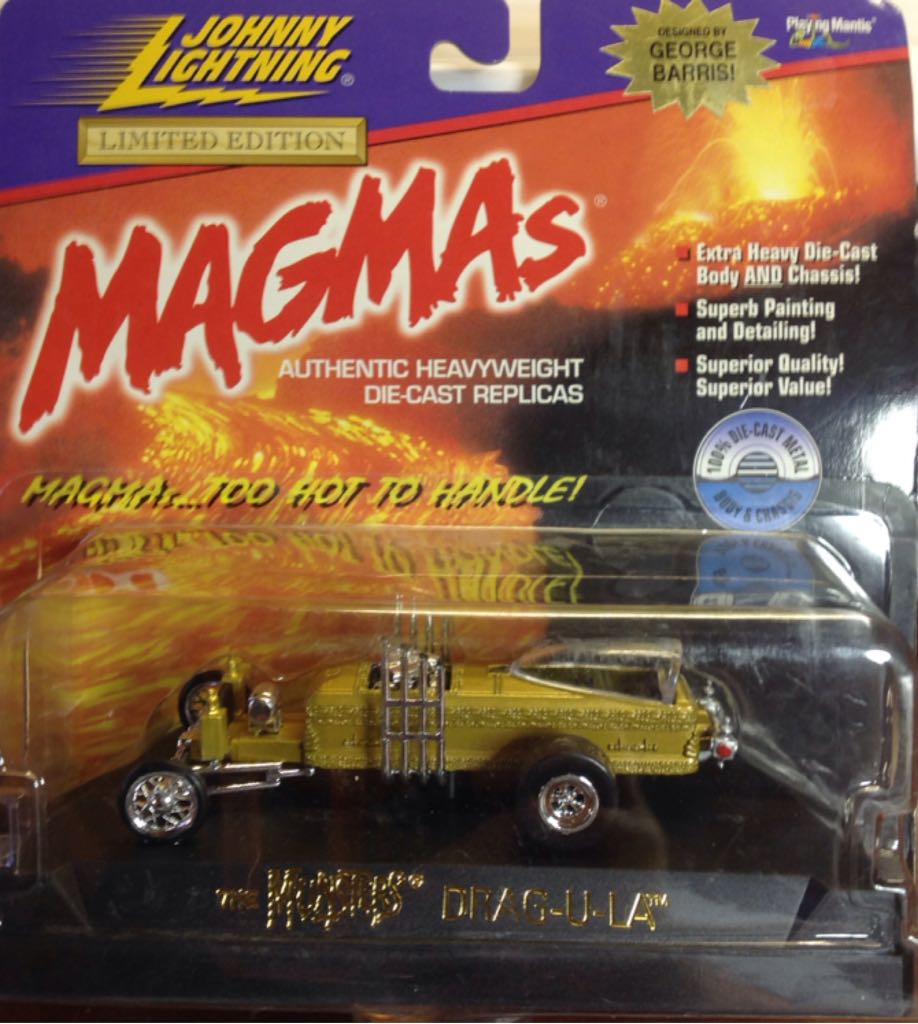 JOHNNY
LIGHTNING®
LIMITED EDITION
DESIGNED BY
GEORGE
BARRIS!
Playing Mantis®
MAGMAS®
AUTHENTIC HEAVYWEIGHT
DIE-CAST REPLICAS
Extra Heavy Die-Cast
Body AND Chassis!
Superb Painting
and Detailing!
Superior Quality!
Superior Value!
100% DIE-CAST METAL
BODY & CHASSIS
MAGMAS...TOO HOT TO HANDLE!
THE MUNSTERS® DRAG-U-LA™